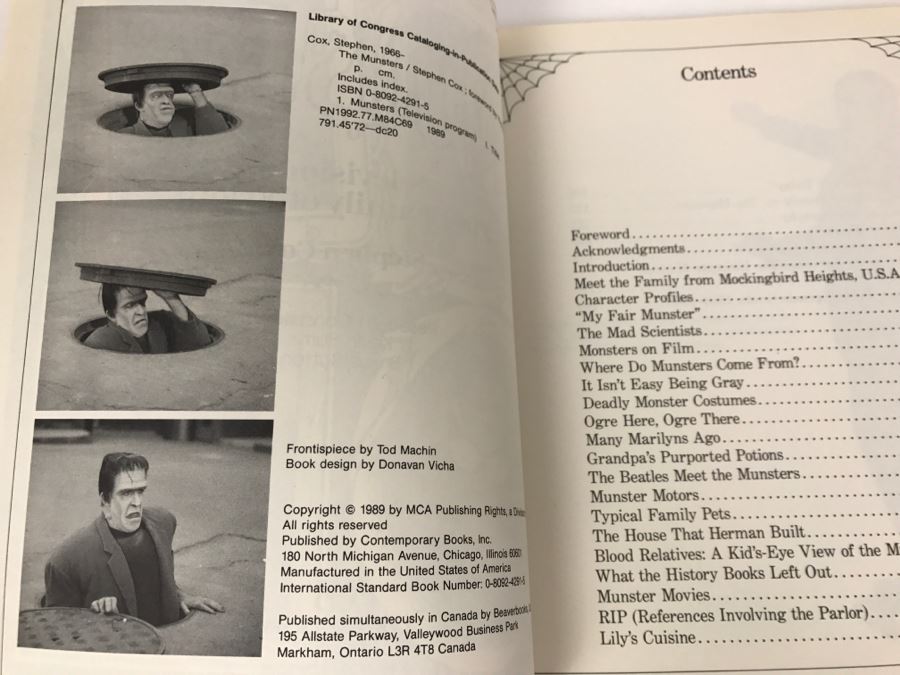 Library of Congress Cataloging-in-Publication
Cox, Stephen, 1966–
The Munsters / Stephen Cox ; foreword
p. cm.
Includes index.
ISBN 0-8092-4291-5
1. Munsters (Television program) I. Title
PN1992.77.M84C69 1989
791.45'72—dc20
Frontispiece by Tod Machin
Book design by Donavan Vicha
Copyright © 1989 by MCA Publishing Rights, a
All rights reserved
Published by Contemporary Books, Inc.
180 North Michigan Avenue, Chicago, Illinois 60601
Manufactured in the United States of America
International Standard Book Number: 0-8092-4291-5
Published simultaneously in Canada by Beaverbooks,
195 Allstate Parkway, Valleywood Business Park
Markham, Ontario L3R 4T8 Canada
Contents
Foreword
Acknowledgments
Introduction
Meet the Family from Mockingbird Heights, U.S.A
Character Profiles
“My Fair Munster”
The Mad Scientists
Monsters on Film
Where Do Munsters Come From?
It Isn't Easy Being Gray
Deadly Monster Costumes
Ogre Here, Ogre There
Many Marilyns Ago
Grandpa's Purported Potions
The Beatles Meet the Munsters
Munster Motors
Typical Family Pets
The House That Herman Built
Blood Relatives: A Kid's-Eye View of the M
What the History Books Left Out
Munster Movies
RIP (References Involving the Parlor)
Lily's Cuisine